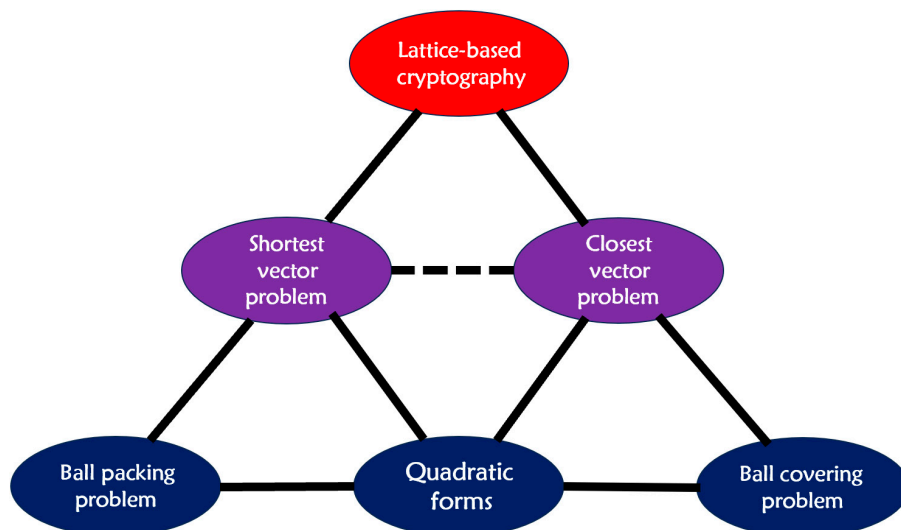 Lattice-based
cryptography
Shortest
vector
problem
Closest
vector
problem
Ball packing
problem
Quadratic
forms
Ball covering
problem